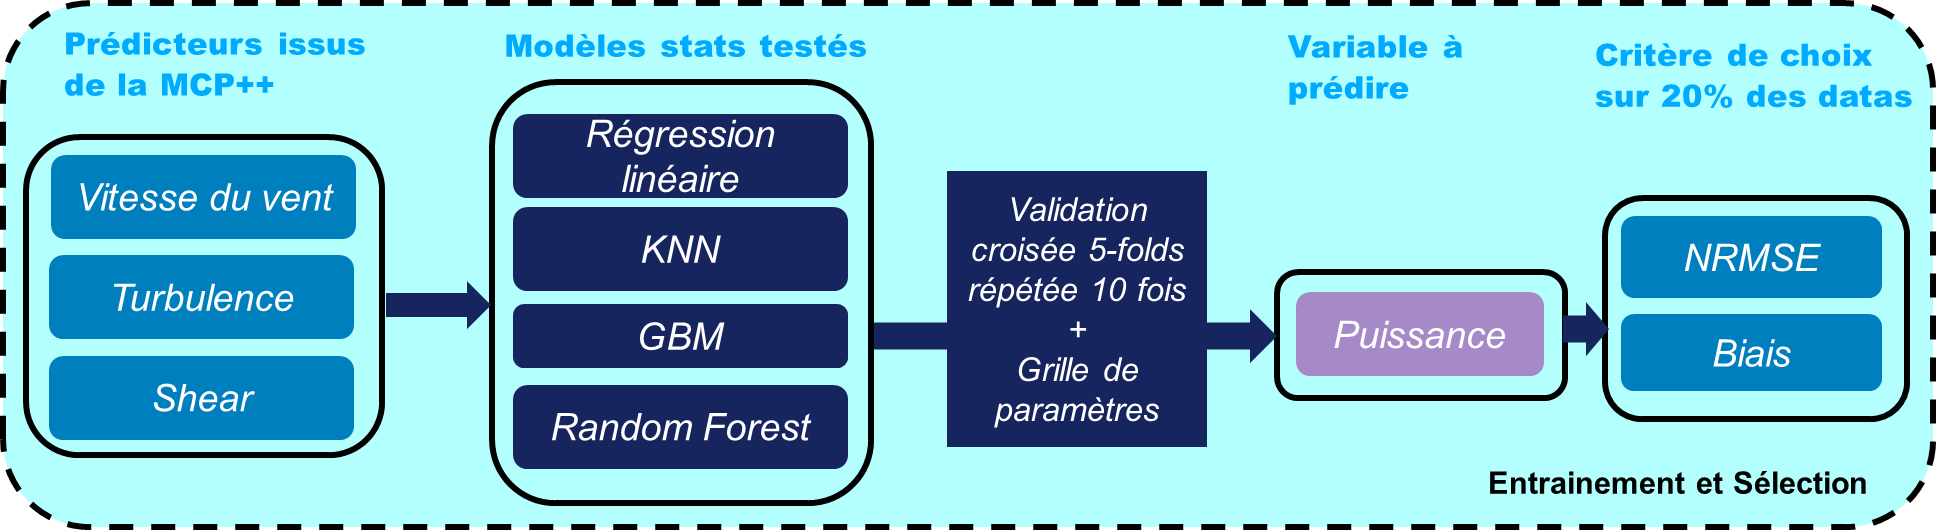 Prédicteurs issus
de la MCP++
Vitesse du vent
Turbulence
Shear
Modèles stats testés
Régression
linéaire
KNN
GBM
Random Forest
Validation
croisée 5-folds
répétée 10 fois
+
Grille de
paramètres
Variable à
prédire
Puissance
Critère de choix
sur 20% des datas
NRMSE
Biais
Entrainement et Sélection